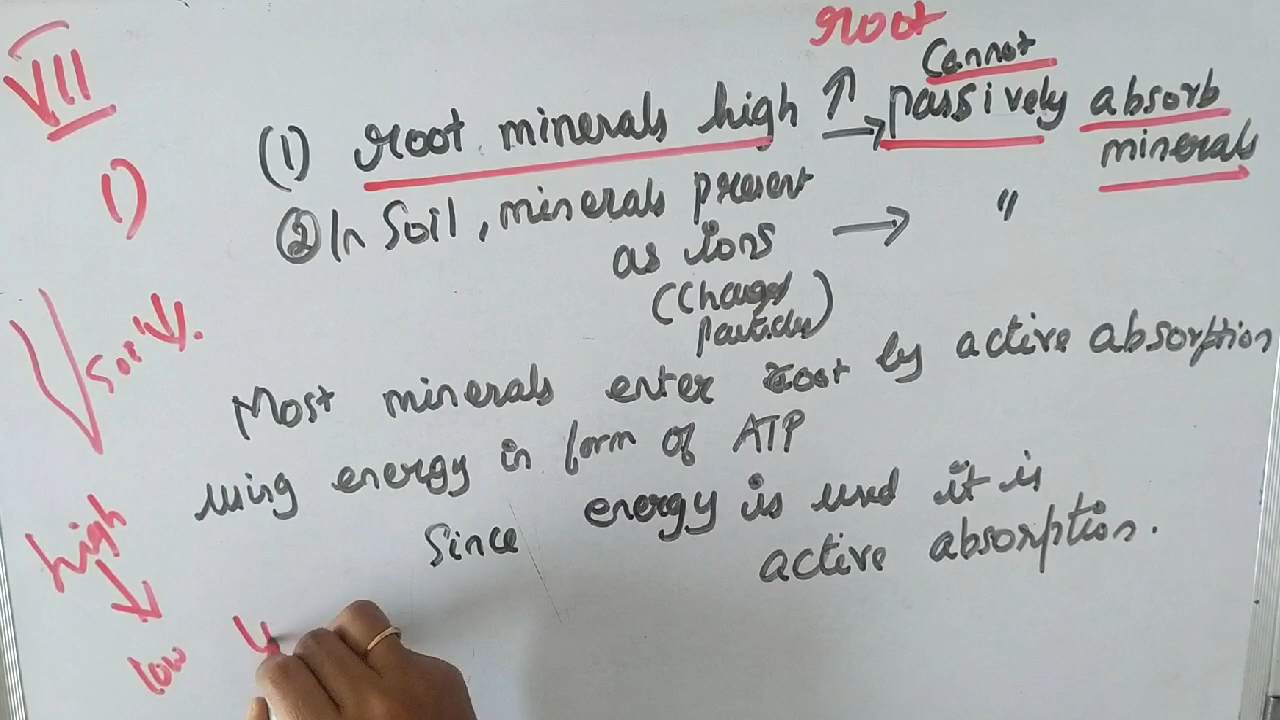 VII
1)
root
Cannot
(1) root minerals high ↑ → passively absorb
minerals
② In Soil, minerals present
as ions → "
(Charged
particles)
Soil ↓.
Most minerals enter root by active absorption
using energy in form of ATP
Since energy is used it is
active absorption.
high
↓
low